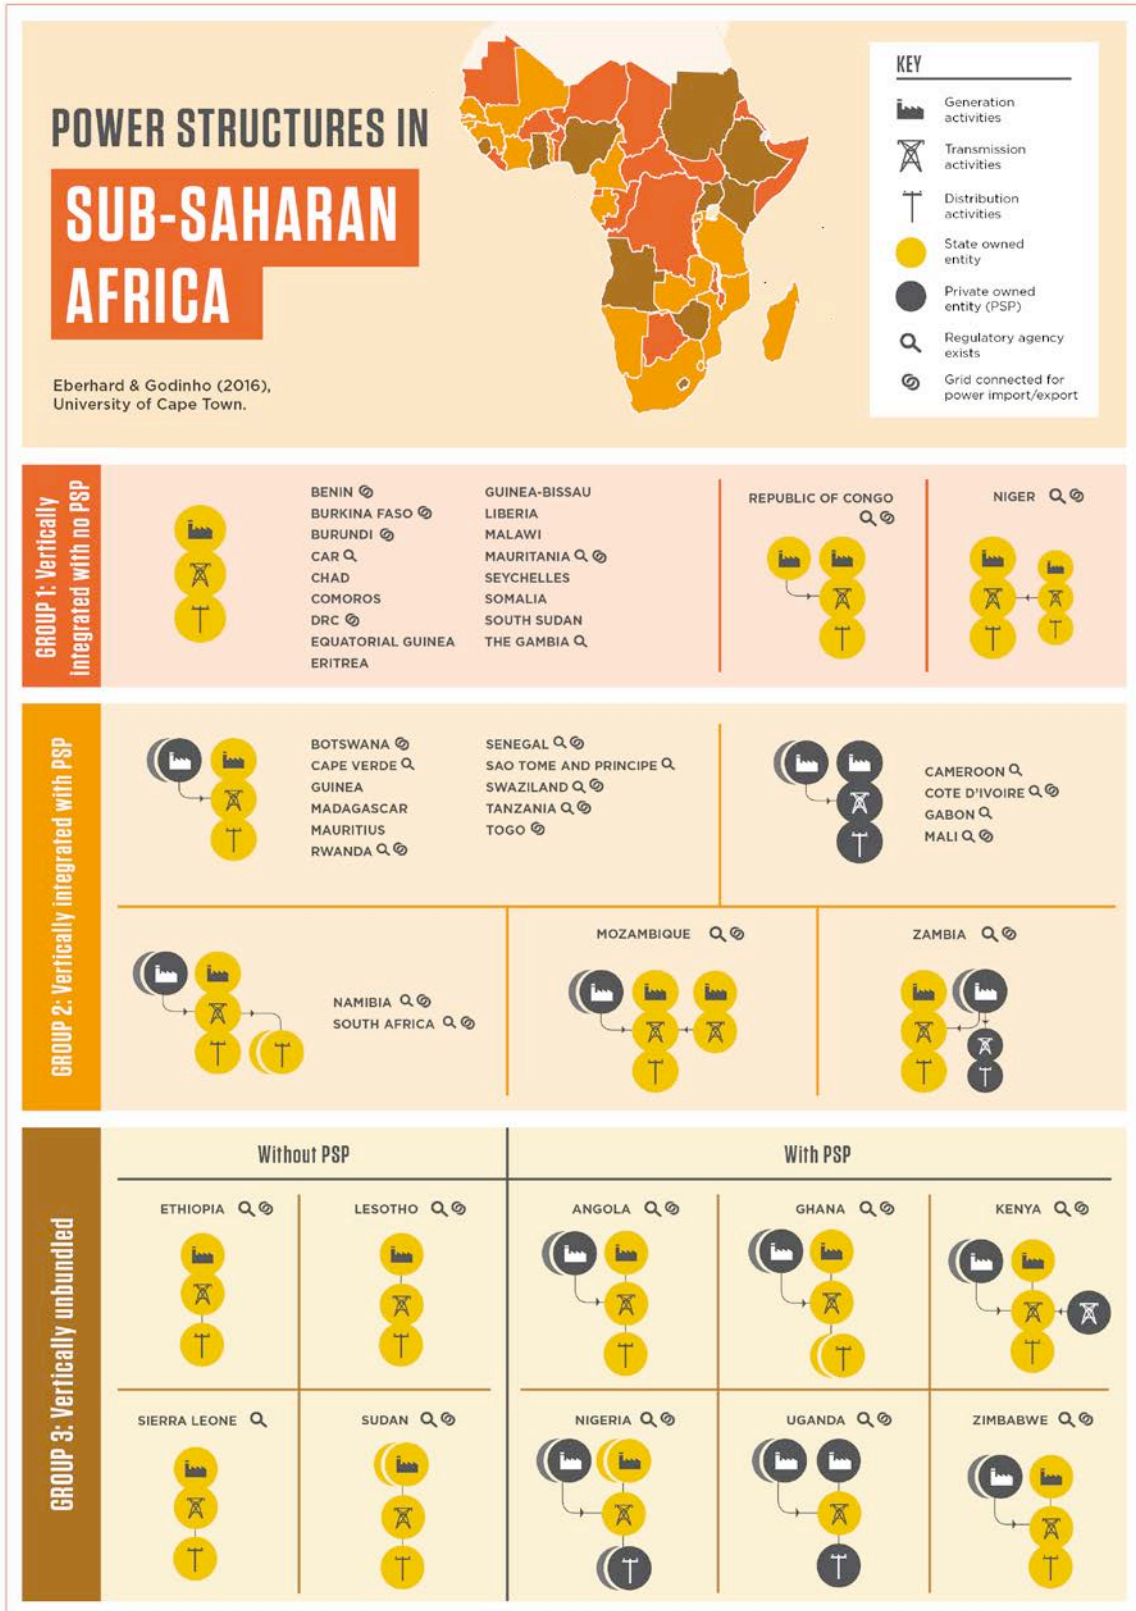 POWER STRUCTURES IN
SUB-SAHARAN
AFRICA
Eberhard & Godinho (2016),
University of Cape Town.
KEY
Generation
activities
Transmission
activities
Distribution
activities
State owned
entity
Private owned
entity (PSP)
Regulatory agency
exists
Grid connected for
power import/export
GROUP 1: Vertically
integrated with no PSP
BENIN
BURKINA FASO
BURUNDI
CAR
CHAD
COMOROS
DRC
EQUATORIAL GUINEA
ERITREA
GUINEA-BISSAU
LIBERIA
MALAWI
MAURITANIA
SEYCHELLES
SOMALIA
SOUTH SUDAN
THE GAMBIA
REPUBLIC OF CONGO
NIGER
GROUP 2: Vertically integrated with PSP
BOTSWANA
CAPE VERDE
GUINEA
MADAGASCAR
MAURITIUS
RWANDA
SENEGAL
SAO TOME AND PRINCIPE
SWAZILAND
TANZANIA
TOGO
CAMEROON
COTE D'IVOIRE
GABON
MALI
NAMIBIA
SOUTH AFRICA
MOZAMBIQUE
ZAMBIA
GROUP 3: Vertically unbundled
Without PSP
With PSP
ETHIOPIA
LESOTHO
ANGOLA
GHANA
KENYA
SIERRA LEONE
SUDAN
NIGERIA
UGANDA
ZIMBABWE